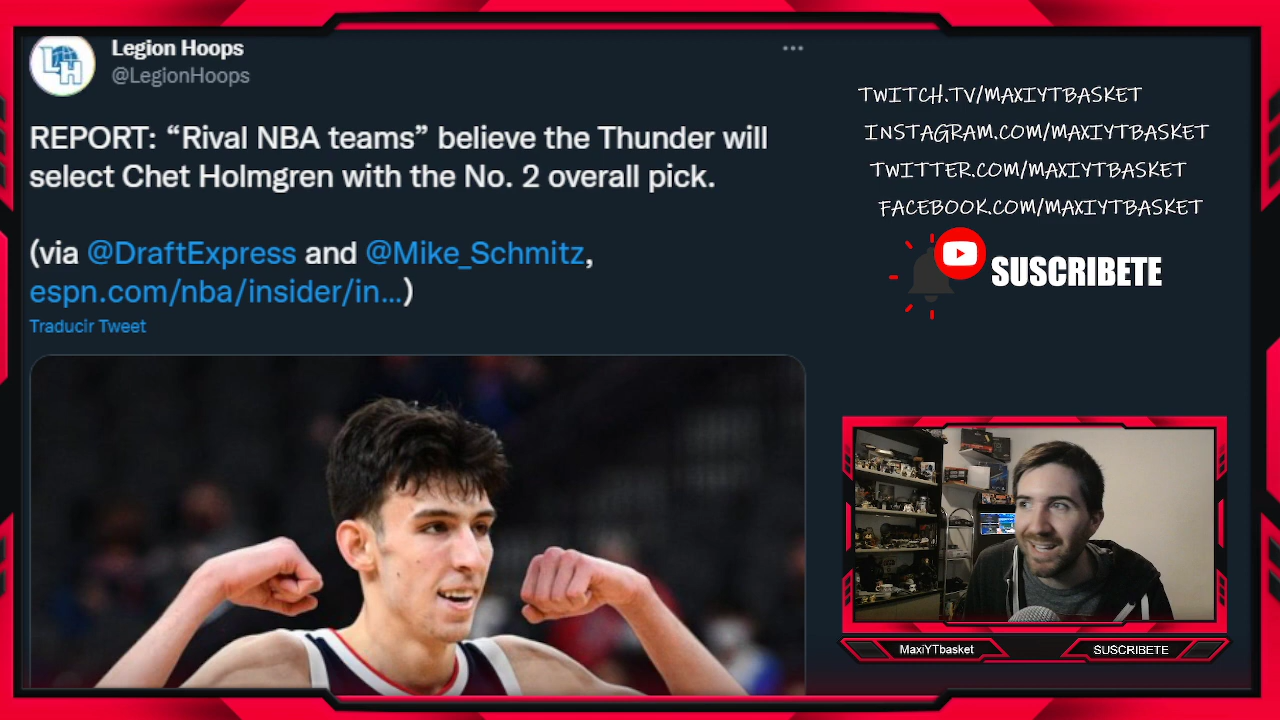 Legion Hoops
@LegionHoops
REPORT: “Rival NBA teams” believe the Thunder will
select Chet Holmgren with the No. 2 overall pick.
(via @DraftExpress and @Mike_Schmitz,
espn.com/nba/insider/in...)
Traducir Tweet
TWITCH.TV/MAXIYTBASKET
INSTAGRAM.COM/MAXIYTBASKET
TWITTER.COM/MAXIYTBASKET
FACEBOOK.COM/MAXIYTBASKET
SUSCRIBETE
MaxiYTbasket
SUSCRIBETE